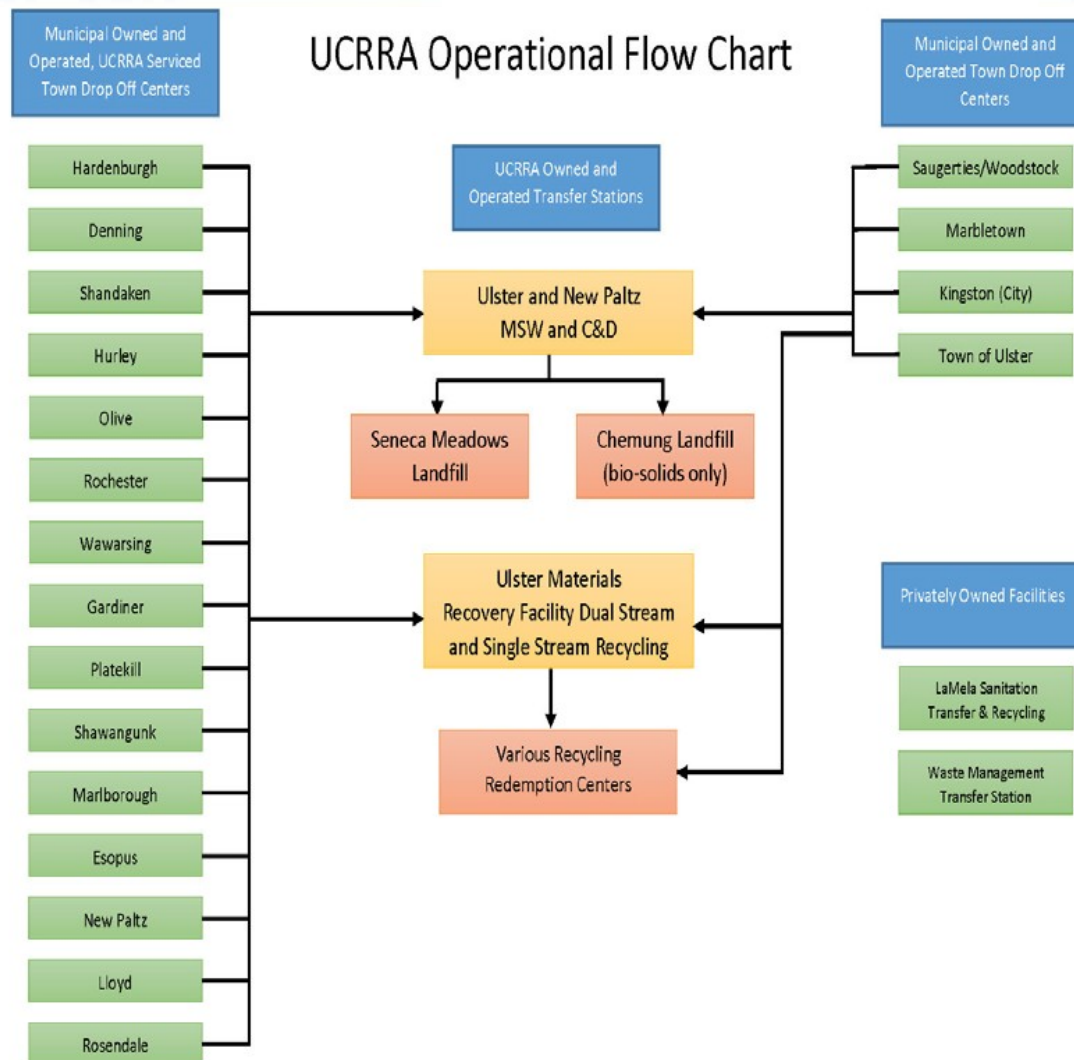 Municipal Owned and
Operated, UCRRA Serviced
Town Drop Off Centers
UCRRA Operational Flow Chart
Municipal Owned and
Operated Town Drop Off
Centers
Hardenburgh
Denning
Shandaken
Hurley
Olive
Rochester
Wawarsing
Gardiner
Platekill
Shawangunk
Marlborough
Esopus
New Paltz
Lloyd
Rosendale
UCRRA Owned and
Operated Transfer Stations
Ulster and New Paltz
MSW and C&D
Seneca Meadows
Landfill
Chemung Landfill
(bio-solids only)
Ulster Materials
Recovery Facility Dual Stream
and Single Stream Recycling
Various Recycling
Redemption Centers
Saugerties/Woodstock
Marbletown
Kingston (City)
Town of Ulster
Privately Owned Facilities
LaMela Sanitation
Transfer & Recycling
Waste Management
Transfer Station